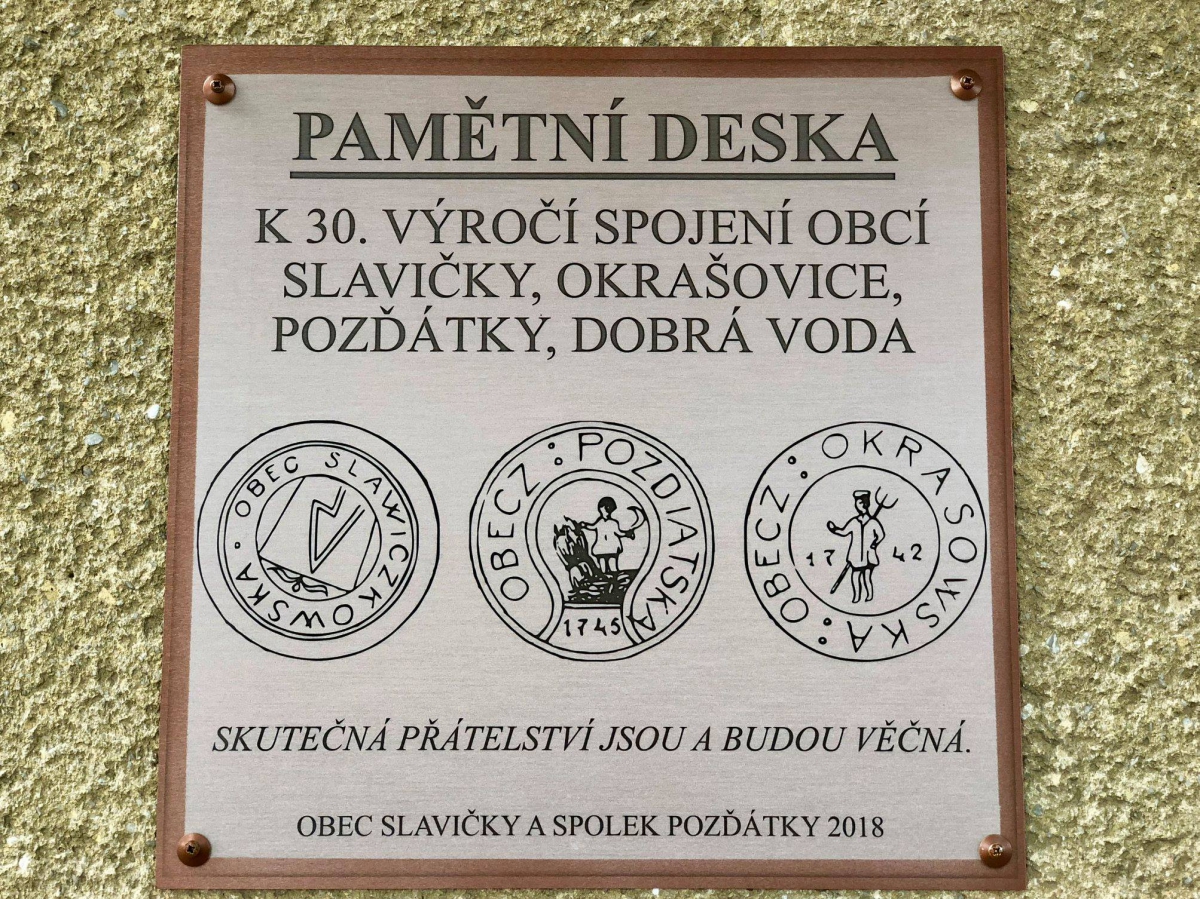 PAMĚTNÍ DESKA
K 30. VÝROČÍ SPOJENÍ OBCÍ
SLAVIČKY, OKRAŠOVICE,
POZĎÁTKY, DOBRÁ VODA
OBEC SLAWICZKOWSKA
OBECZ : POZDIATSKA
1745
OBECZ : OKRASOWSKA :
17 42
SKUTEČNÁ PŘÁTELSTVÍ JSOU A BUDOU VĚČNÁ.
OBEC SLAVIČKY A SPOLEK POZĎÁTKY 2018